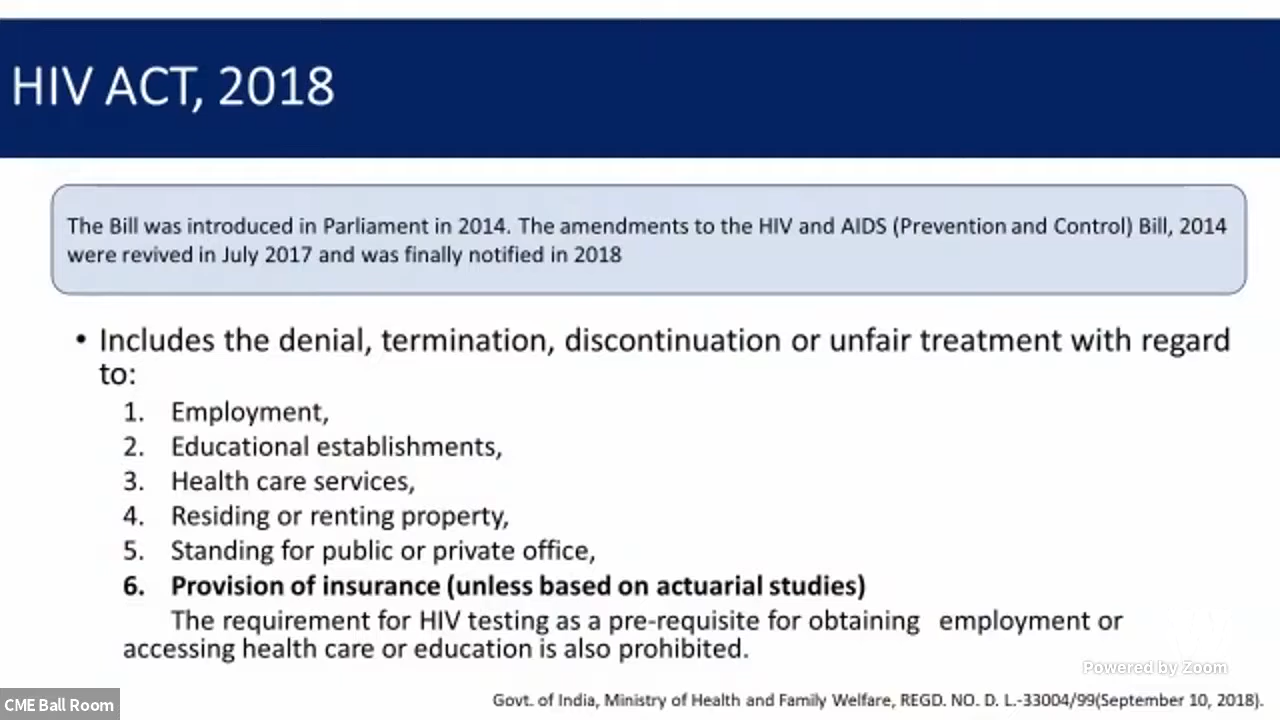 HIV ACT, 2018
The Bill was introduced in Parliament in 2014. The amendments to the HIV and AIDS (Prevention and Control) Bill, 2014
were revived in July 2017 and was finally notified in 2018
• Includes the denial, termination, discontinuation or unfair treatment with regard
to:
1. Employment,
2. Educational establishments,
3. Health care services,
4. Residing or renting property,
5. Standing for public or private office,
6. Provision of insurance (unless based on actuarial studies)
The requirement for HIV testing as a pre-requisite for obtaining employment or
accessing health care or education is also prohibited.
Powered by Zoom
Govt. of India, Ministry of Health and Family Welfare, REGD. NO. D. L.-33004/99(September 10, 2018).
CME Ball Room